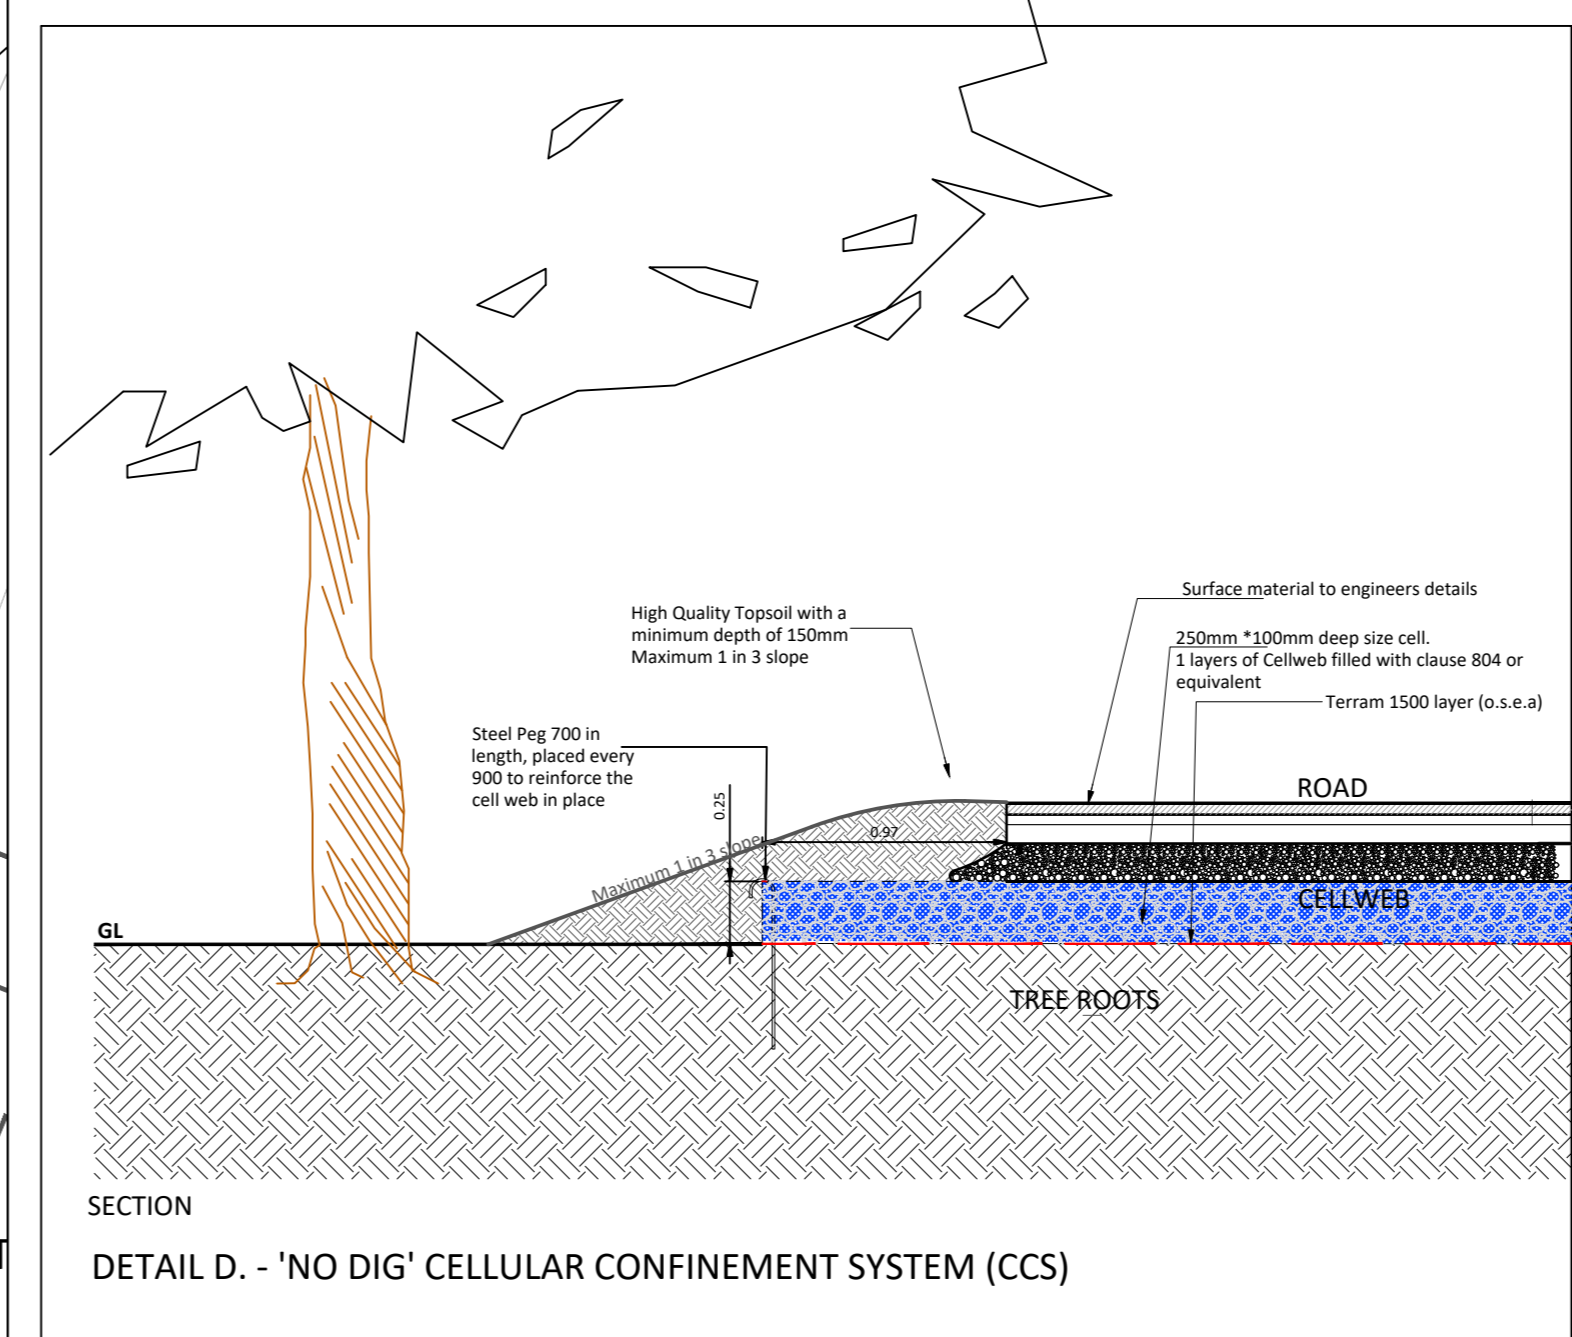 Surface material to engineers details
High Quality Topsoil with a
minimum depth of 150mm
Maximum 1 in 3 slope
250mm *100mm deep size cell.
1 layers of Cellweb filled with clause 804 or
equivalent
Terram 1500 layer (o.s.e.a)
Steel Peg 700 in
length, placed every
900 to reinforce the
cell web in place
0.25
ROAD
0.97
Maximum 1 in 3 slope
CELLWEB
GL
TREE ROOTS
SECTION
DETAIL D. - 'NO DIG' CELLULAR CONFINEMENT SYSTEM (CCS)